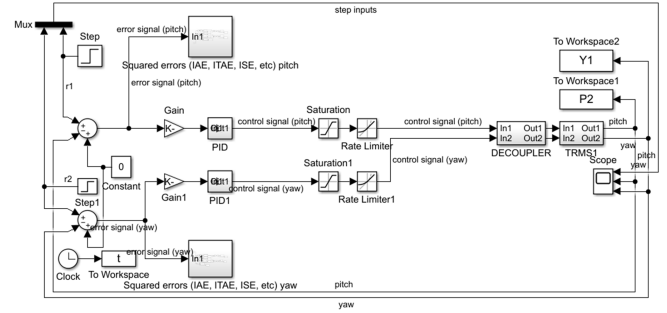 step inputs
Mux
Step
error signal (pitch)
In1
To Workspace2
Y1
Squared errors (IAE, ITAE, ISE, etc) pitch
error signal (pitch)
To Workspace1
P2
r1
Gain
K-
PID
control signal (pitch)
Saturation
Rate Limiter
control signal (pitch)
In1 Out1
In2 Out2
DECOUPLER
In1 Out1
In2 Out2
TRMS1
pitch
yaw
pitch
yaw
Scope
0
Constant
r2
Step1
K-
Gain1
PID1
control signal (yaw)
Saturation1
Rate Limiter1
control signal (yaw)
error signal (yaw)
error signal (yaw)
Clock
t
To Workspace
In1
Squared errors (IAE, ITAE, ISE, etc) yaw
pitch
yaw